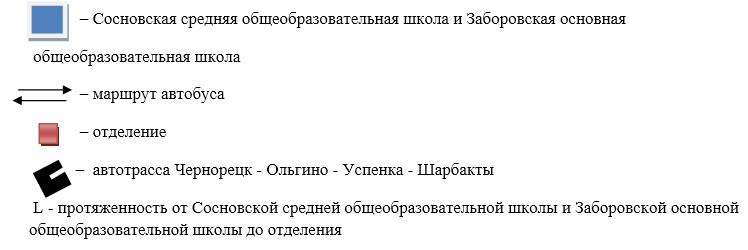 – Сосновская средняя общеобразовательная школа и Заборовская основная
общеобразовательная школа
– маршрут автобуса
– отделение
– автотрасса Чернорецк - Ольгино - Успенка - Шарбакты
L - протяженность от Сосновской средней общеобразовательной школы и Заборовской основной
общеобразовательной школы до отделения